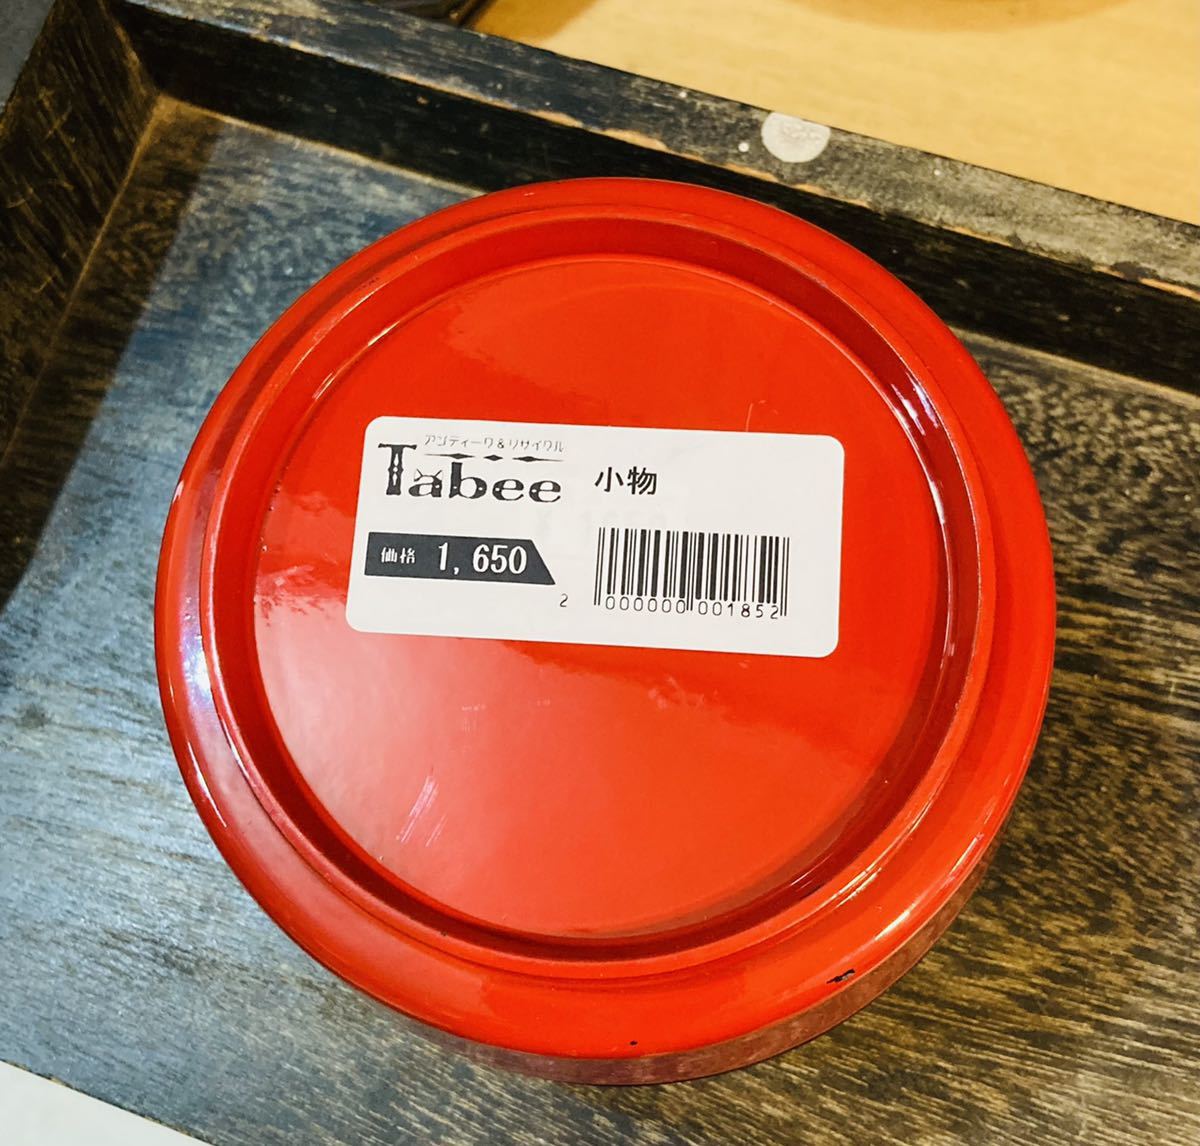 アンティーク&リサイクル
Tabee
小物
価格 1,650
2 000000 001852